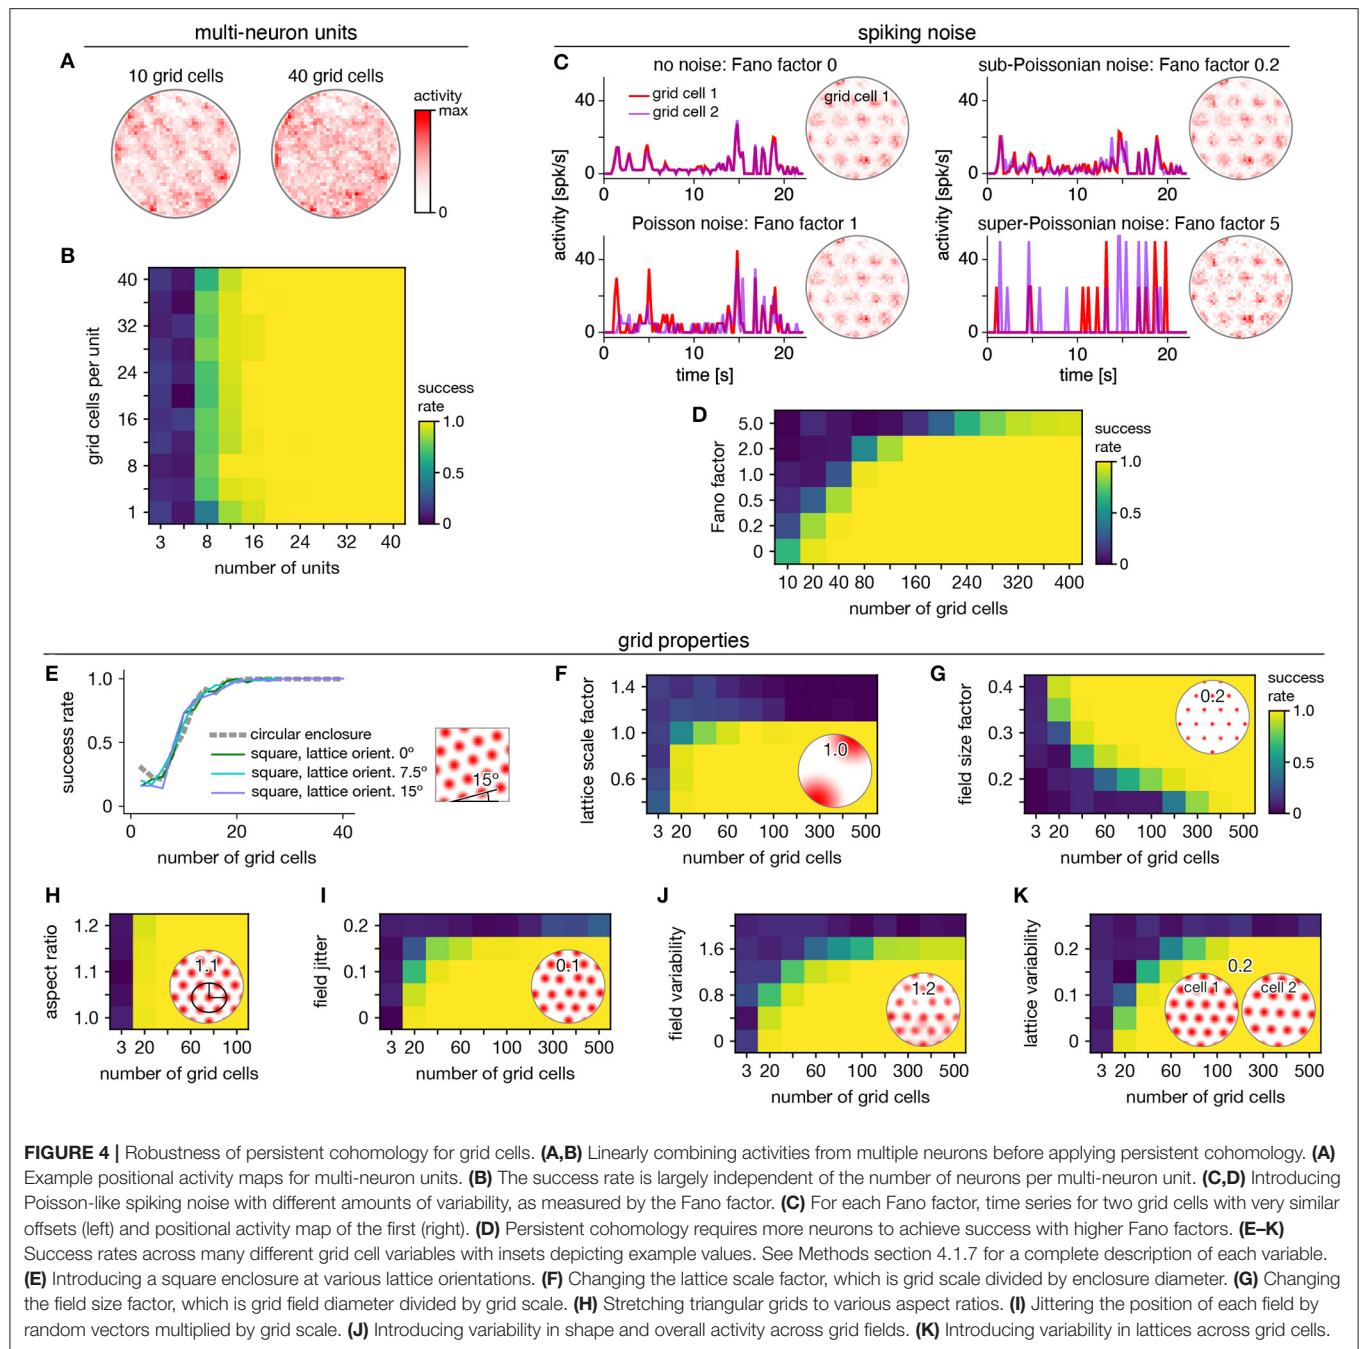 multi-neuron units
spiking noise
A
10 grid cells
40 grid cells
activity
max
0
B
grid cells per unit
40
32
24
16
8
1
3 8 16 24 32 40
number of units
success
rate
1.0
0.5
0
C
no noise: Fano factor 0
grid cell 1
grid cell 2
grid cell 1
sub-Poissonian noise: Fano factor 0.2
Poisson noise: Fano factor 1
super-Poissonian noise: Fano factor 5
activity [spk/s]
activity [spk/s]
40
0
40
0
40
0
40
0
0 10 20
0 10 20
0 10 20
0 10 20
time [s]
time [s]
D
Fano factor
5.0
2.0
1.0
0.5
0.2
0
10 20 40 80 160 240 320 400
number of grid cells
success
rate
1.0
0.5
0
grid properties
E
success rate
1.0
0.5
0
0 20 40
number of grid cells
circular enclosure
square, lattice orient. 0º
square, lattice orient. 7.5º
square, lattice orient. 15º
15º
F
lattice scale factor
1.4
1.0
0.6
1.0
3 20 60 100 300 500
number of grid cells
G
field size factor
0.4
0.3
0.2
0.2
3 20 60 100 300 500
number of grid cells
success
rate
1.0
0.5
0
H
aspect ratio
1.2
1.1
1.0
1.1
3 20 60 100
number of grid cells
I
field jitter
0.2
0.1
0
0.1
3 20 60 100 300 500
number of grid cells
J
field variability
1.6
0.8
0
1.2
3 20 60 100 300 500
number of grid cells
K
lattice variability
0.2
0.1
0
0.2
cell 1
cell 2
3 20 60 100 300 500
number of grid cells
FIGURE 4 | Robustness of persistent cohomology for grid cells. (A,B) Linearly combining activities from multiple neurons before applying persistent cohomology. (A)
Example positional activity maps for multi-neuron units. (B) The success rate is largely independent of the number of neurons per multi-neuron unit. (C,D) Introducing
Poisson-like spiking noise with different amounts of variability, as measured by the Fano factor. (C) For each Fano factor, time series for two grid cells with very similar
offsets (left) and positional activity map of the first (right). (D) Persistent cohomology requires more neurons to achieve success with higher Fano factors. (E–K)
Success rates across many different grid cell variables with insets depicting example values. See Methods section 4.1.7 for a complete description of each variable.
(E) Introducing a square enclosure at various lattice orientations. (F) Changing the lattice scale factor, which is grid scale divided by enclosure diameter. (G) Changing
the field size factor, which is grid field diameter divided by grid scale. (H) Stretching triangular grids to various aspect ratios. (I) Jittering the position of each field by
random vectors multiplied by grid scale. (J) Introducing variability in shape and overall activity across grid fields. (K) Introducing variability in lattices across grid cells.